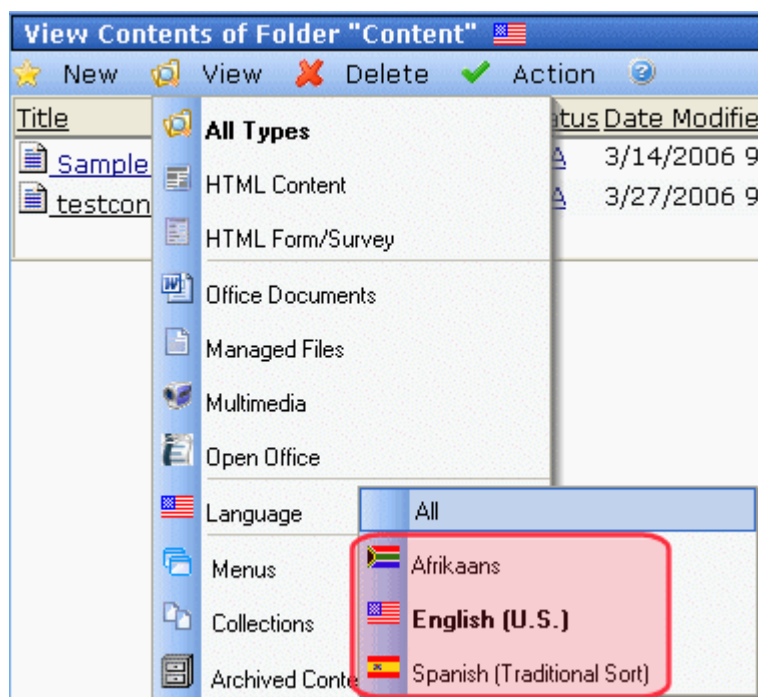 View Contents of Folder "Content"
New View Delete Action
Title
All Types
tus Date Modifie
Sample
A 3/14/2006 9
HTML Content
testcon
A 3/27/2006 9
HTML Form/Survey
Office Documents
Managed Files
Multimedia
Open Office
Language
All
Menus
Afrikaans
Collections
English (U.S.)
Archived Conte
Spanish (Traditional Sort)